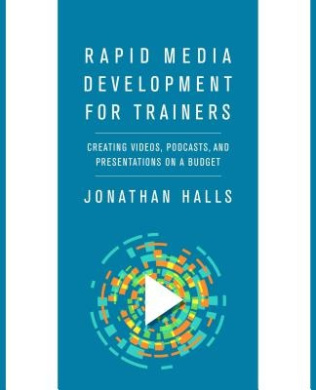 RAPID MEDIA
DEVELOPMENT
FOR TRAINERS
CREATING VIDEOS, PODCASTS, AND
PRESENTATIONS ON A BUDGET
JONATHAN HALLS